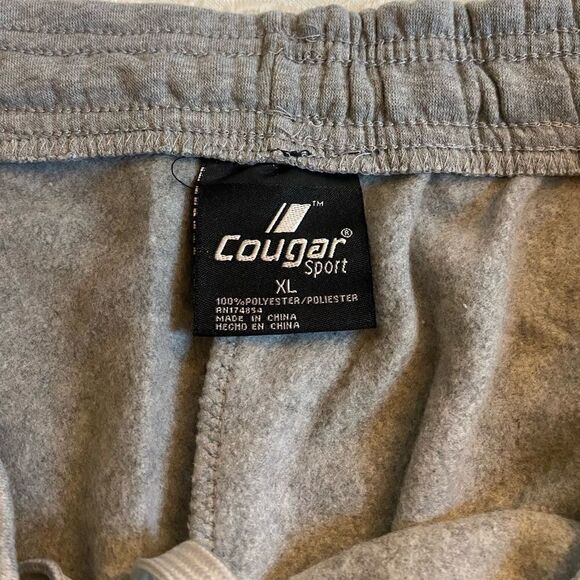 ™
Cougar®
Sport
XL
100%POLYESTER/POLIESTER
RN174854
MADE IN CHINA
HECHO EN CHINA